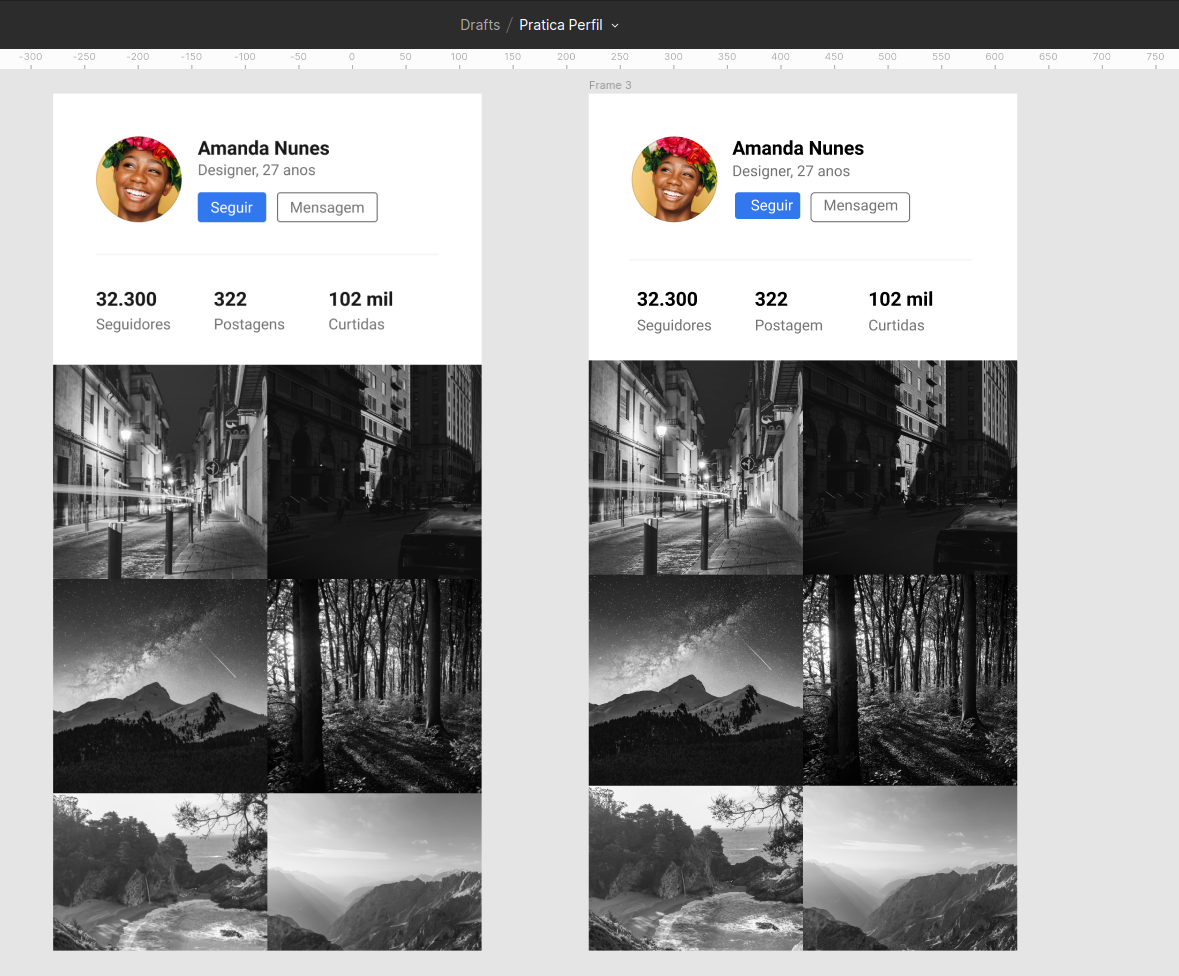 Drafts / Pratica Perfil
-300 -250 -200 -150 -100 -50 0 50 100 150 200 250 300 350 400 450 500 550 600 650 700 750
Amanda Nunes
Designer, 27 anos
Seguir Mensagem
32.300 322 102 mil
Seguidores Postagens Curtidas
Frame 3
Amanda Nunes
Designer, 27 anos
Seguir Mensagem
32.300 322 102 mil
Seguidores Postagem Curtidas